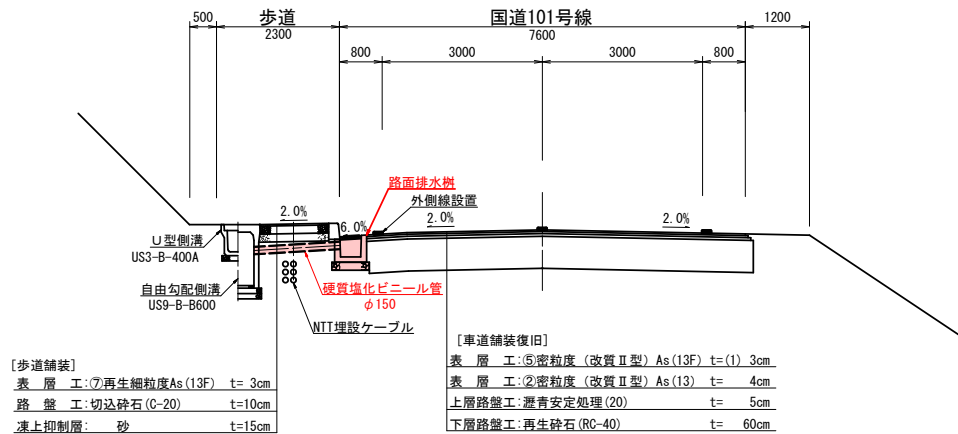 歩道
国道101号線
500
2300
7600
1200
800
3000
3000
800
路面排水桝
外側線設置
2.0%
6.0%
2.0%
2.0%
U型側溝
US3-B-400A
自由勾配側溝
US9-B-B600
硬質塩化ビニール管
φ150
NTT埋設ケーブル
[歩道舗装]
表 層 工:⑦再生細粒度As(13F) t= 3cm
路 盤 工:切込砕石(C-20) t=10cm
凍上抑制層: 砂 t=15cm
[車道舗装復旧]
表 層 工:⑤密粒度(改質Ⅱ型)As(13F) t=(1) 3cm
表 層 工:②密粒度(改質Ⅱ型)As(13) t= 4cm
上層路盤工:瀝青安定処理(20) t= 5cm
下層路盤工:再生砕石(RC-40) t= 60cm